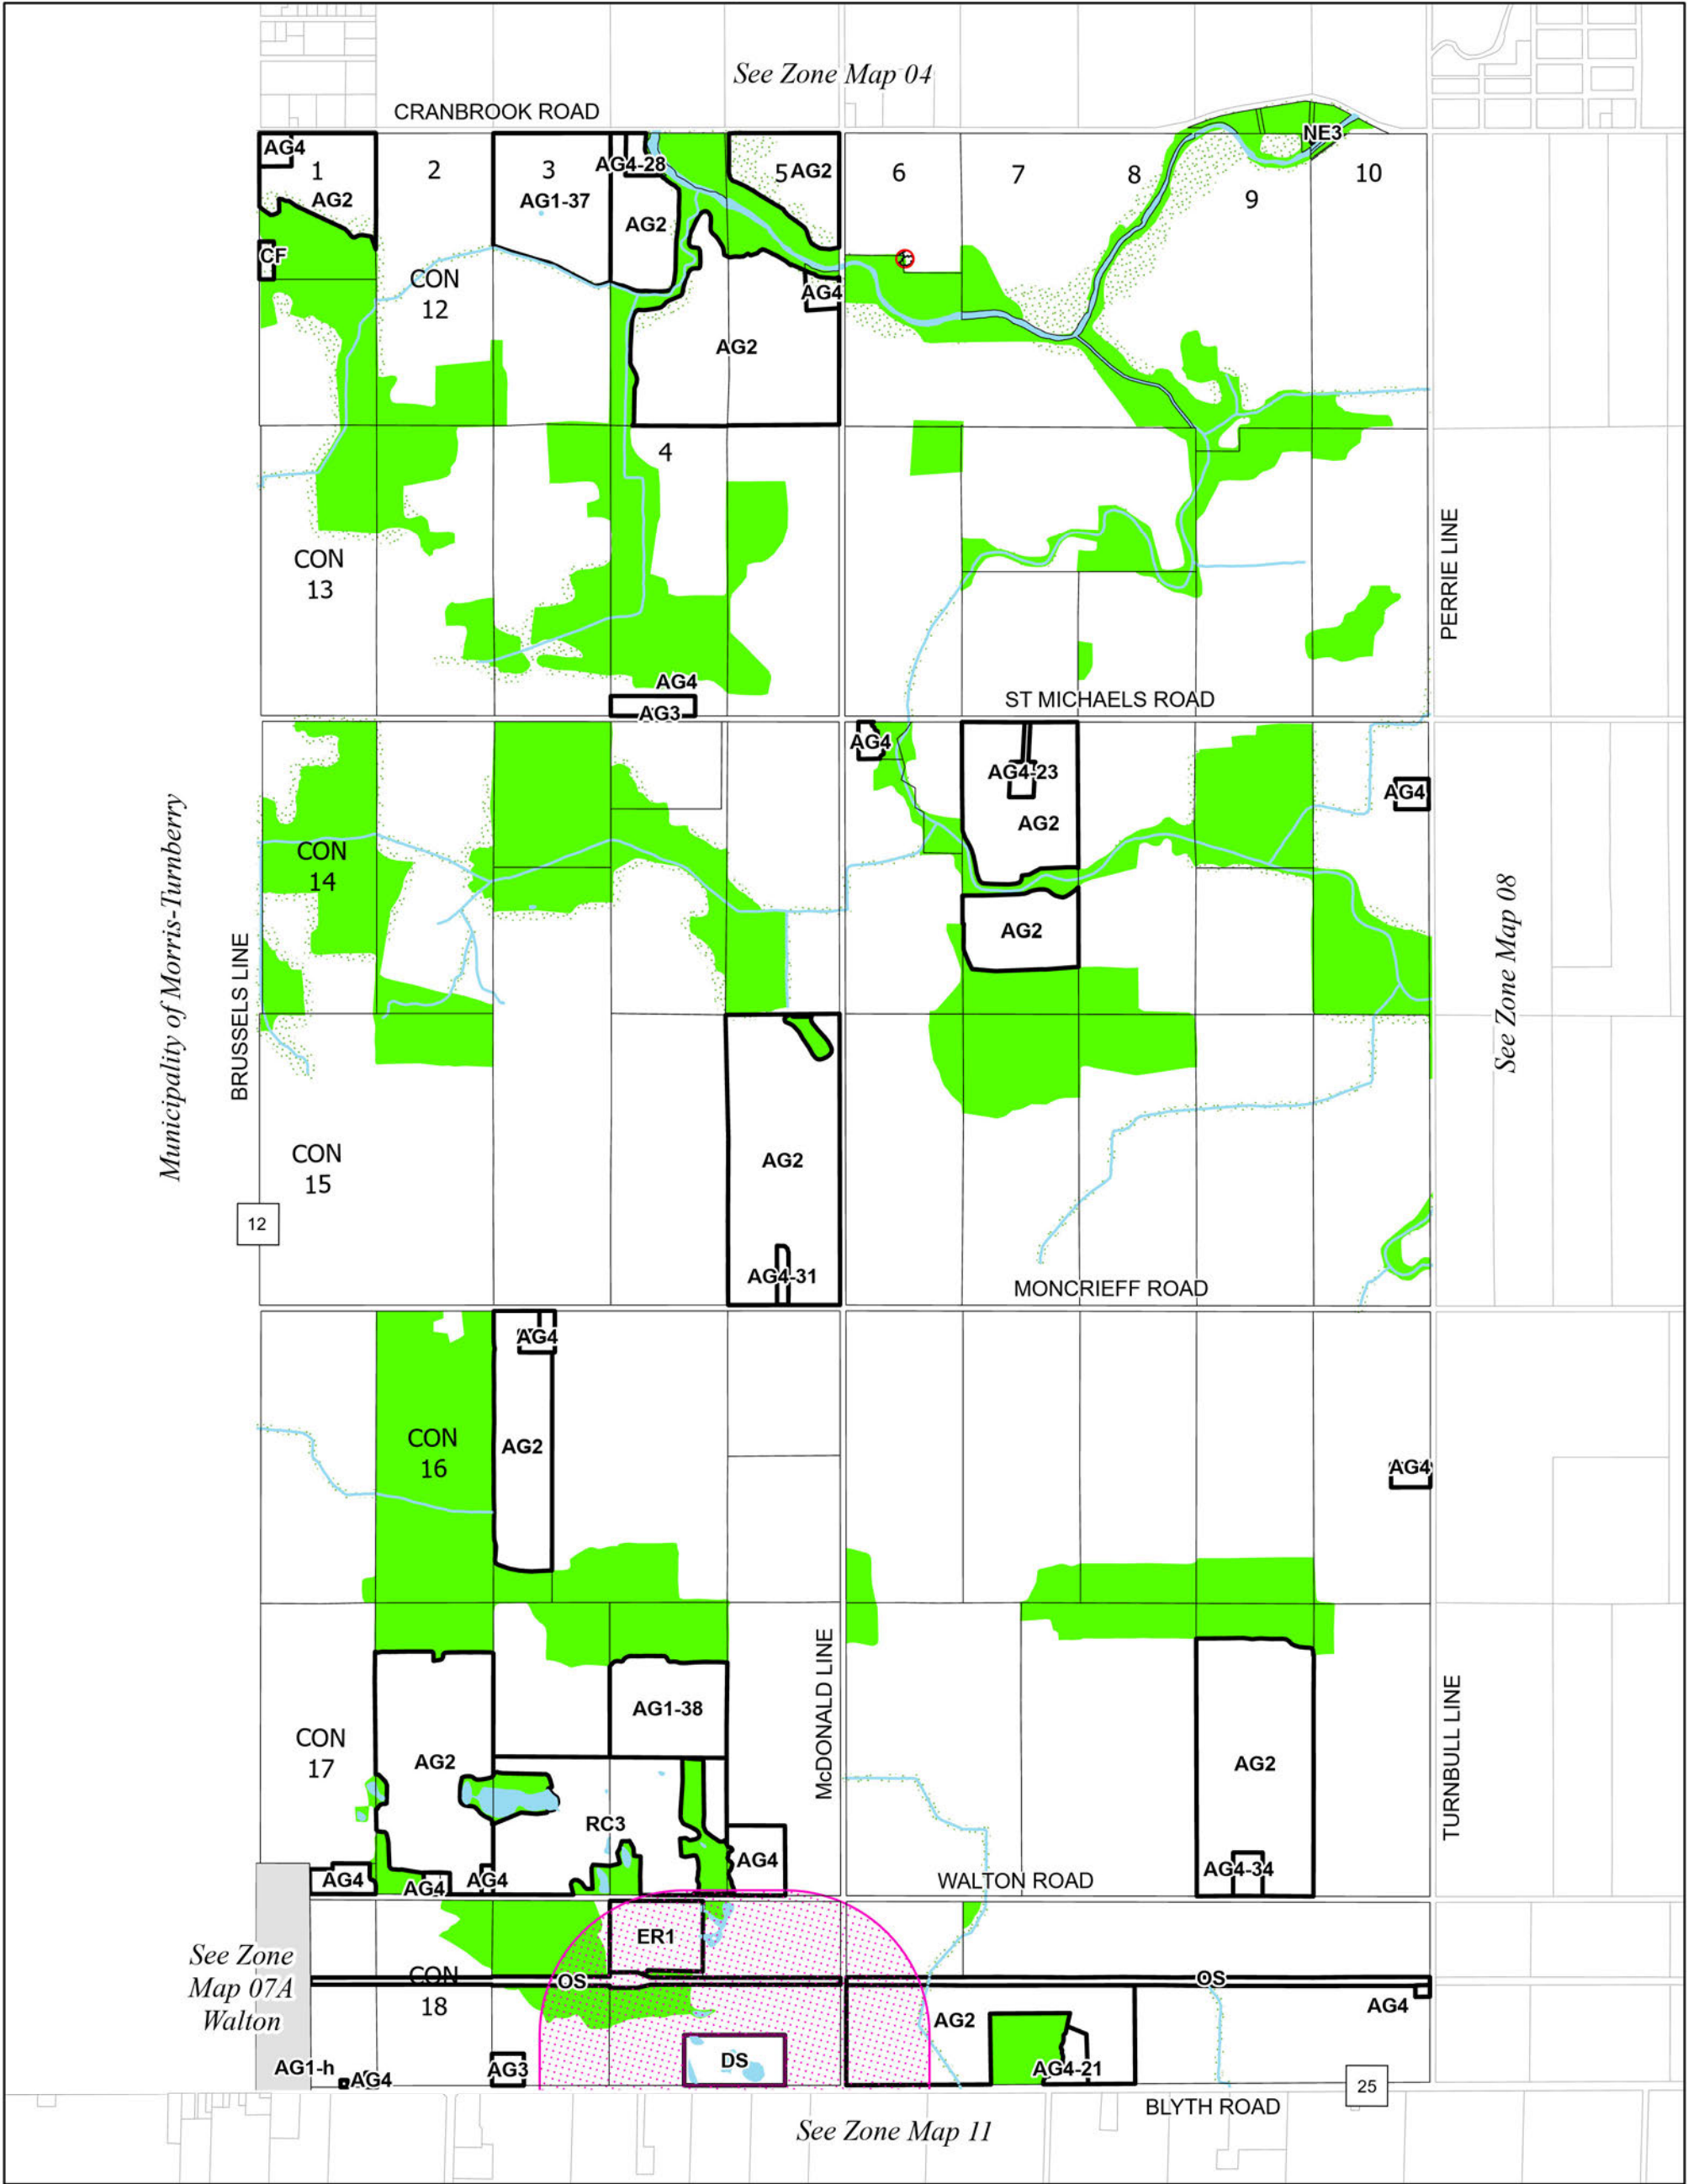 See Zone Map 04
CRANBROOK ROAD
NE3
AG4
1
2
3
AG4-28
5
AG2
6
7
8
9
10
AG2
AG1-37
AG2
CF
CON
12
AG4
AG2
4
CON
13
PERRIE LINE
AG4
AG3
ST MICHAELS ROAD
AG4
AG4-23
AG2
AG4
CON
14
Municipality of Morris-Turnberry
BRUSSELS LINE
AG2
See Zone Map 08
CON
15
AG2
12
AG4-31
MONCRIEFF ROAD
AG4
CON
16
AG2
AG4
McDONALD LINE
AG1-38
TURNBULL LINE
CON
17
AG2
AG2
RC3
AG4
AG4
AG4
AG4
WALTON ROAD
AG4-34
ER1
See Zone
Map 07A
Walton
CON
18
OS
OS
AG2
AG4
DS
AG1-h
AG4
AG3
AG4-21
25
BLYTH ROAD
See Zone Map 11